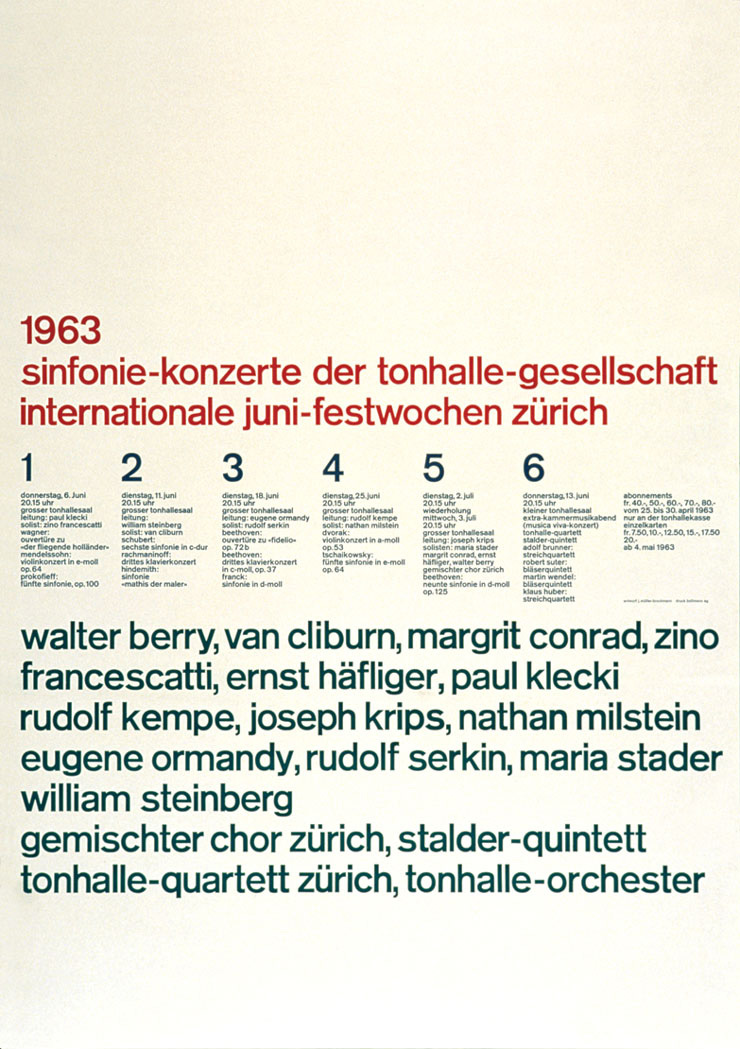 1963
sinfonie-konzerte der tonhalle-gesellschaft
internationale juni-festwochen zürich
1
donnerstag, 6. juni
20.15 uhr
grosser tonhallesaal
leitung: paul klecki
solist: zino francescatti
wagner:
ouvertüre zu
«der fliegende holländer»
mendelssohn:
violinkonzert in e-moll
op. 64
prokofieff:
fünfte sinfonie, op. 100
2
dienstag, 11. juni
20.15 uhr
grosser tonhallesaal
leitung:
william steinberg
solist: van cliburn
schubert:
sechste sinfonie in c-dur
rachmaninoff:
drittes klavierkonzert
hindemith:
sinfonie
«mathis der maler»
3
dienstag, 18. juni
20.15 uhr
grosser tonhallesaal
leitung: eugene ormandy
solist: rudolf serkin
beethoven:
ouvertüre zu «fidelio»
op. 72 b
beethoven:
drittes klavierkonzert
in c-moll, op. 37
franck:
sinfonie in d-moll
4
dienstag, 25. juni
20.15 uhr
grosser tonhallesaal
leitung: rudolf kempe
solist: nathan milstein
dvorak:
violinkonzert in a-moll
op. 53
tschaikowsky:
fünfte sinfonie in e-moll
op. 64
5
dienstag, 2. juli
20.15 uhr
wiederholung
mittwoch, 3. juli
20.15 uhr
grosser tonhallesaal
leitung: joseph krips
solisten: maria stader
margrit conrad, ernst
häfliger, walter berry
gemischter chor zürich
beethoven:
neunte sinfonie in d-moll
op. 125
6
donnerstag, 13. juni
20.15 uhr
kleiner tonhallesaal
extra-kammermusikabend
(musica viva-konzert)
tonhalle-quartett
stalder-quintett
adolf brunner:
streichquartett
robert suter:
bläserquintett
martin wendel:
bläserquintett
klaus huber:
streichquartett
abonnements
fr. 40.-, 50.-, 60.-, 70.-, 80.-
vom 25. bis 30. april 1963
nur an der tonhallekasse
einzelkarten
fr. 7.50, 10.-, 12.50, 15.-, 17.50
20.-
ab 4. mai 1963
entwurf j. müller-brockmann druck bollmann ag
walter berry, van cliburn, margrit conrad, zino
francescatti, ernst häfliger, paul klecki
rudolf kempe, joseph krips, nathan milstein
eugene ormandy, rudolf serkin, maria stader
william steinberg
gemischter chor zürich, stalder-quintett
tonhalle-quartett zürich, tonhalle-orchester